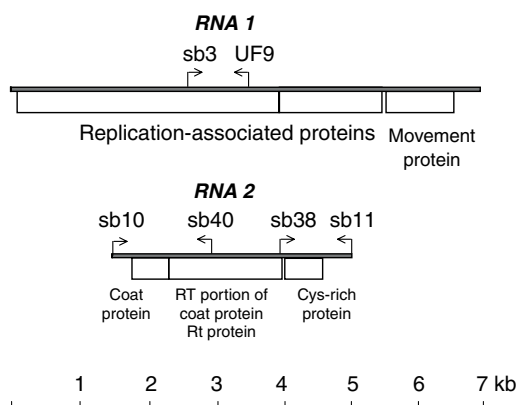 RNA 1
sb3 UF9
Replication-associated proteins
Movement
protein
RNA 2
sb10 sb40 sb38 sb11
Coat
protein
RT portion of
coat protein
Rt protein
Cys-rich
protein
1 2 3 4 5 6 7 kb